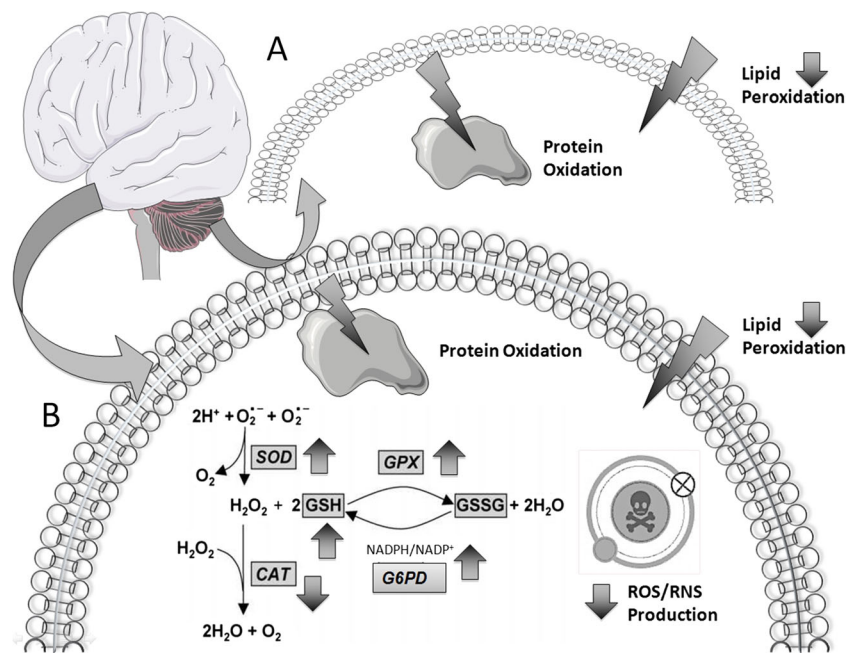 A
Lipid
Peroxidation
Protein
Oxidation
Lipid
Peroxidation
Protein Oxidation
B
2H⁺ + O₂•⁻ + O₂•⁻
SOD
GPX
O₂
H₂O₂ + 2 GSH
GSSG + 2H₂O
H₂O₂
NADPH/NADP⁺
CAT
G6PD
ROS/RNS
Production
2H₂O + O₂